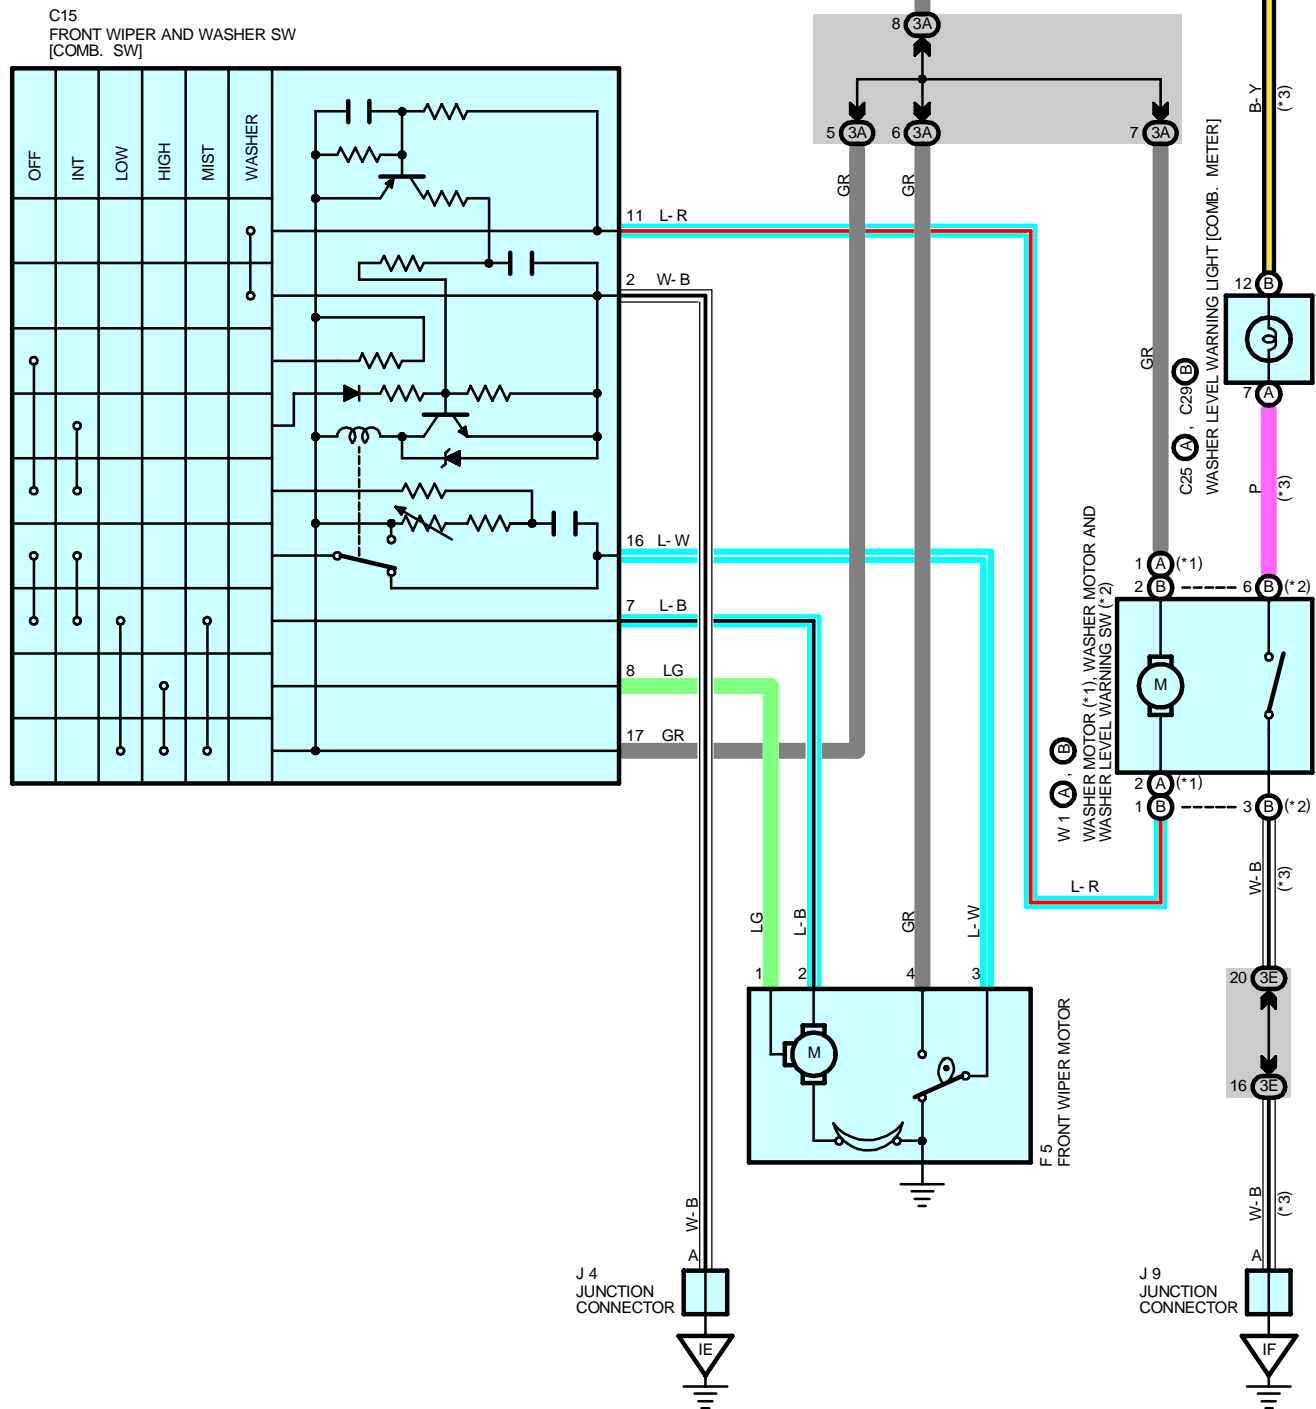 C15
FRONT WIPER AND WASHER SW
[COMB. SW]
OFF
INT
LOW
HIGH
MIST
WASHER
11 L-R
2 W-B
16 L-W
7 L-B
8 LG
17 GR
8 3A
5 3A
6 3A
7 3A
GR
GR
GR
B-Y
(*3)
12 B
7 A
C25 A, C29 B
WASHER LEVEL WARNING LIGHT [COMB. METER]
P
(*3)
1 A (*1)
2 B
6 B (*2)
M
W 1 A, B
WASHER MOTOR (*1), WASHER MOTOR AND
WASHER LEVEL WARNING SW (*2)
2 A (*1)
1 B
3 B (*2)
L-R
W-B
(*3)
LG
L-B
GR
L-W
1
2
4
3
M
F 5
FRONT WIPER MOTOR
20 3E
16 3E
W-B
(*3)
W-B
A
J 4
JUNCTION
CONNECTOR
IE
A
J 9
JUNCTION
CONNECTOR
IF